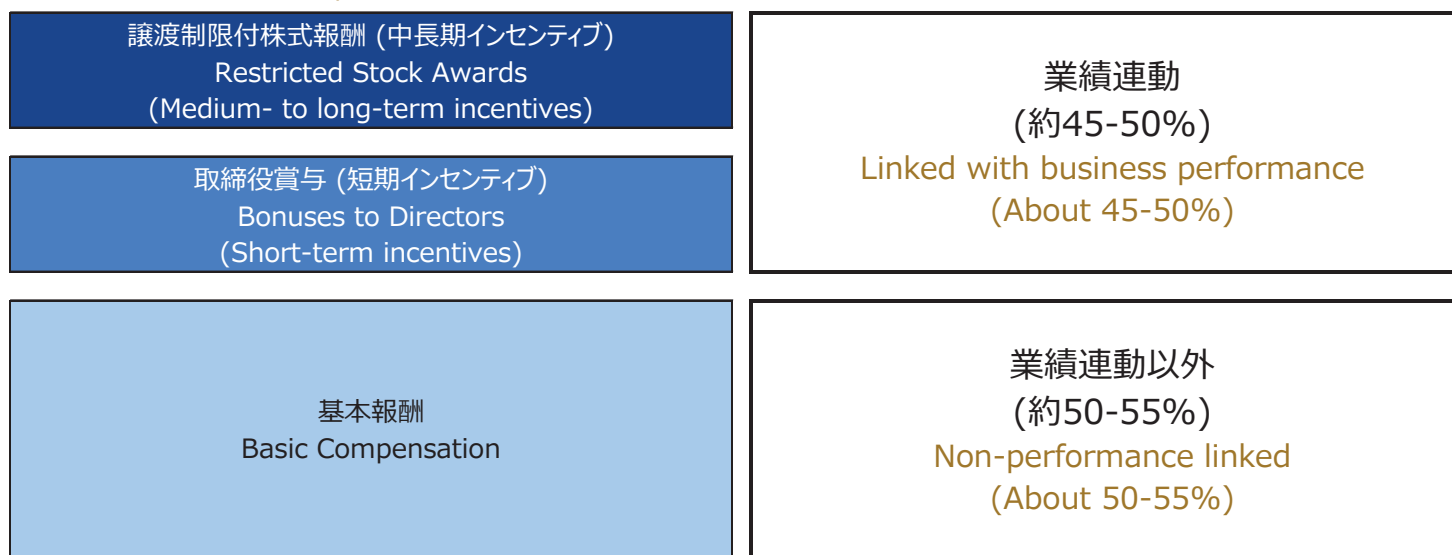 譲渡制限付株式報酬 (中長期インセンティブ)
Restricted Stock Awards
(Medium- to long-term incentives)
取締役賞与 (短期インセンティブ)
Bonuses to Directors
(Short-term incentives)
基本報酬
Basic Compensation
業績連動
(約45-50%)
Linked with business performance
(About 45-50%)
業績連動以外
(約50-55%)
Non-performance linked
(About 50-55%)